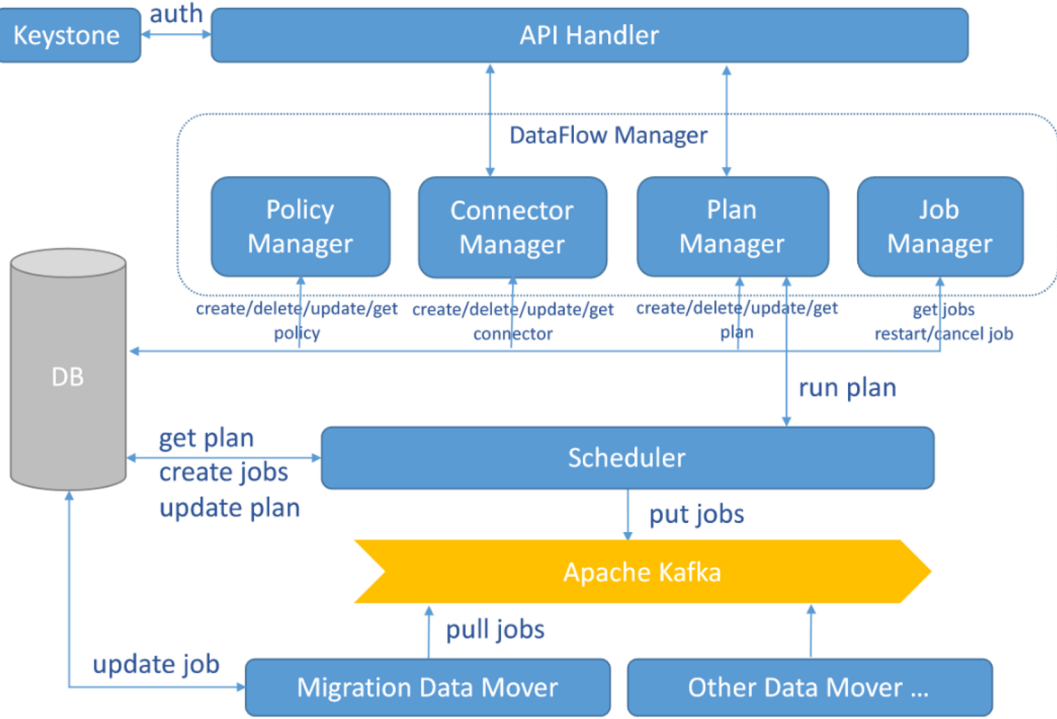 auth
Keystone
API Handler
DataFlow Manager
Policy
Manager
Connector
Manager
Plan
Manager
Job
Manager
create/delete/update/get
policy
create/delete/update/get
connector
create/delete/update/get
plan
get jobs
restart/cancel job
DB
run plan
get plan
create jobs
update plan
Scheduler
put jobs
Apache Kafka
pull jobs
update job
Migration Data Mover
Other Data Mover ...